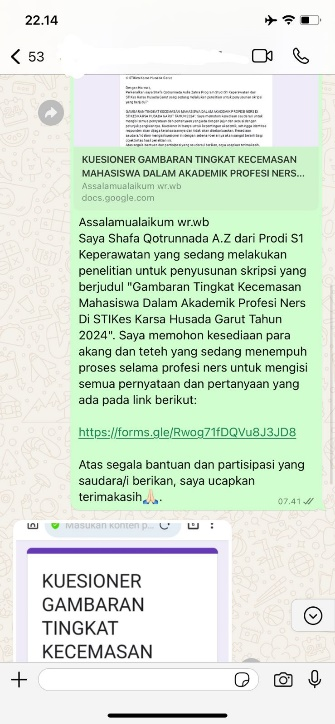 22.14
53
KUESIONER GAMBARAN TINGKAT KECEMASAN
MAHASISWA DALAM AKADEMIK PROFESI NERS...
Assalamualaikum wr.wb
docs.google.com
Assalamualaikum wr.wb
Saya Shafa Qotrunnada A.Z dari Prodi S1
Keperawatan yang sedang melakukan
penelitian untuk penyusunan skripsi yang
berjudul "Gambaran Tingkat Kecemasan
Mahasiswa Dalam Akademik Profesi Ners
Di STIKes Karsa Husada Garut Tahun
2024". Saya memohon kesediaan para
akang dan teteh yang sedang menempuh
proses selama profesi ners untuk mengisi
semua pernyataan dan pertanyaan yang
ada pada link berikut:
https://forms.gle/Rwog71fDQVu8J3JD8
Atas segala bantuan dan partisipasi yang
saudara/i berikan, saya ucapkan
terimakasih🙏🏻.
07.41
Masukan konten p...
KUESIONER
GAMBARAN
TINGKAT
KECEMASAN